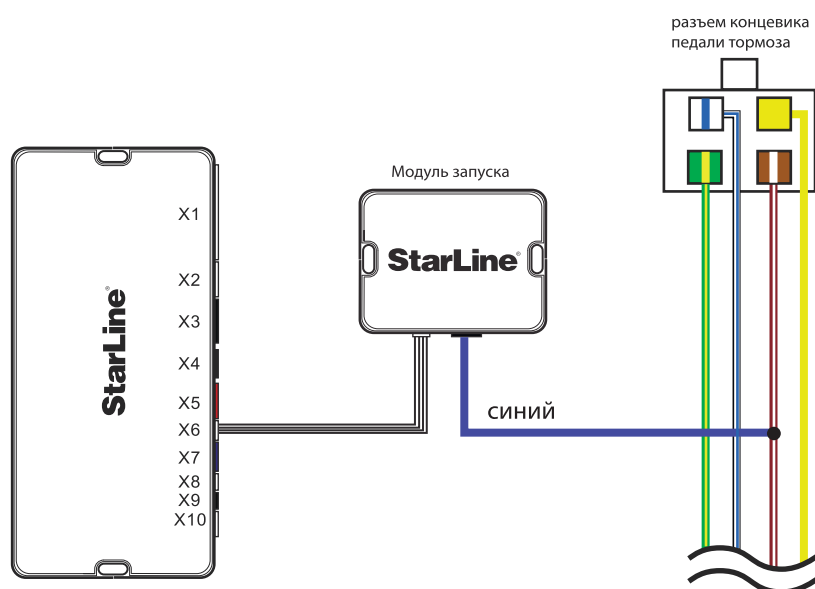 разъем концевика
педали тормоза
Модуль запуска
StarLine®
StarLine®
X1
X2
X3
X4
X5
X6
X7
X8
X9
X10
синий